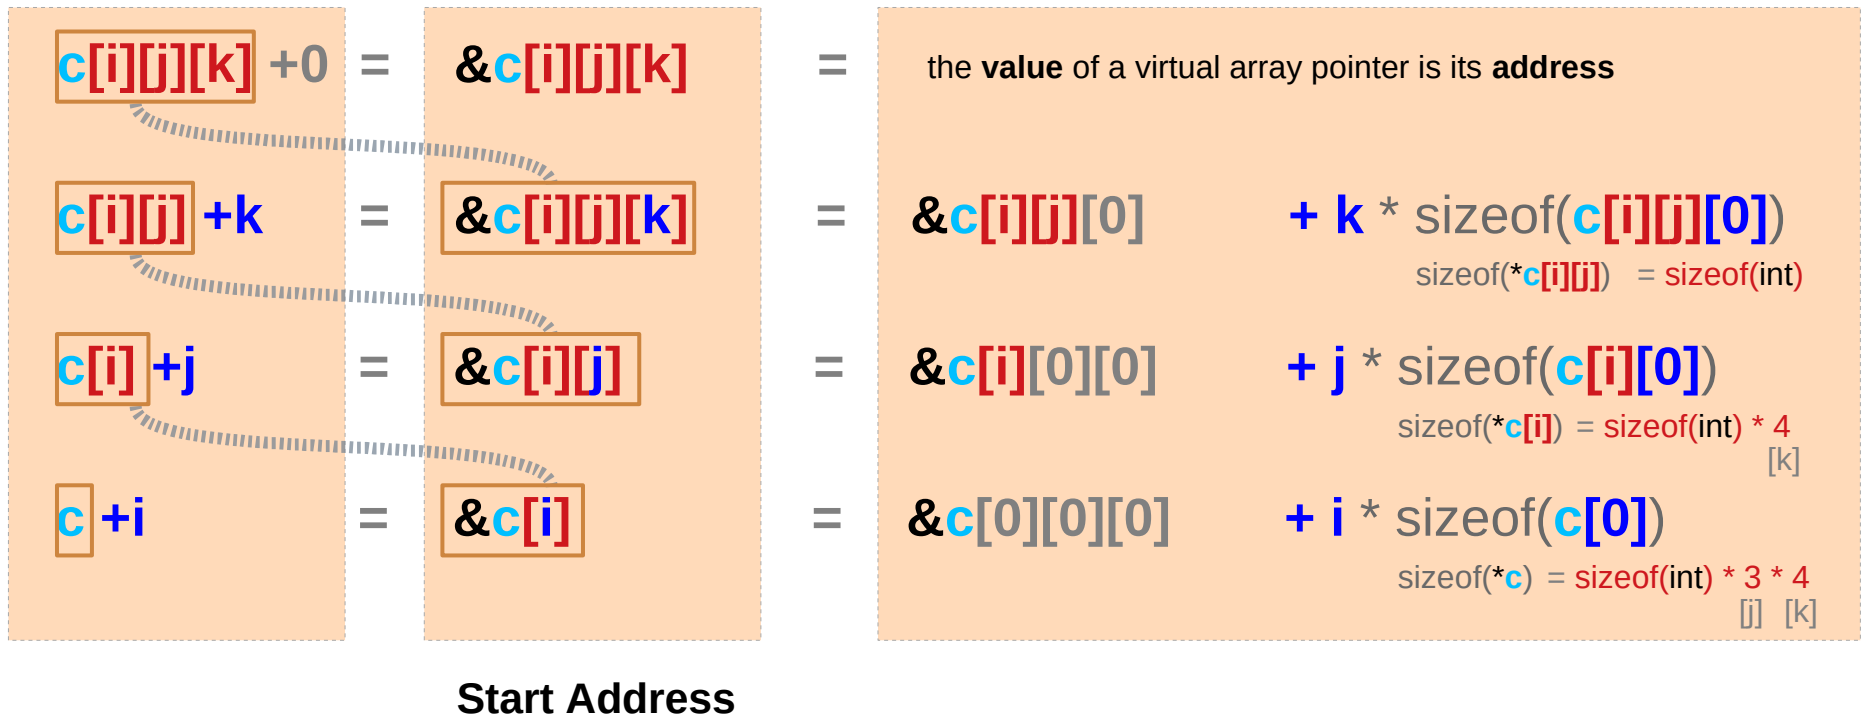 c[i][j][k] +0 = &c[i][j][k] = the value of a virtual array pointer is its address
c[i][j] +k = &c[i][j][k] = &c[i][j][0] + k * sizeof(c[i][j][0])
sizeof(*c[i][j]) = sizeof(int)
c[i] +j = &c[i][j] = &c[i][0][0] + j * sizeof(c[i][0])
sizeof(*c[i]) = sizeof(int) * 4
[k]
c +i = &c[i] = &c[0][0][0] + i * sizeof(c[0])
sizeof(*c) = sizeof(int) * 3 * 4
[j] [k]
Start Address